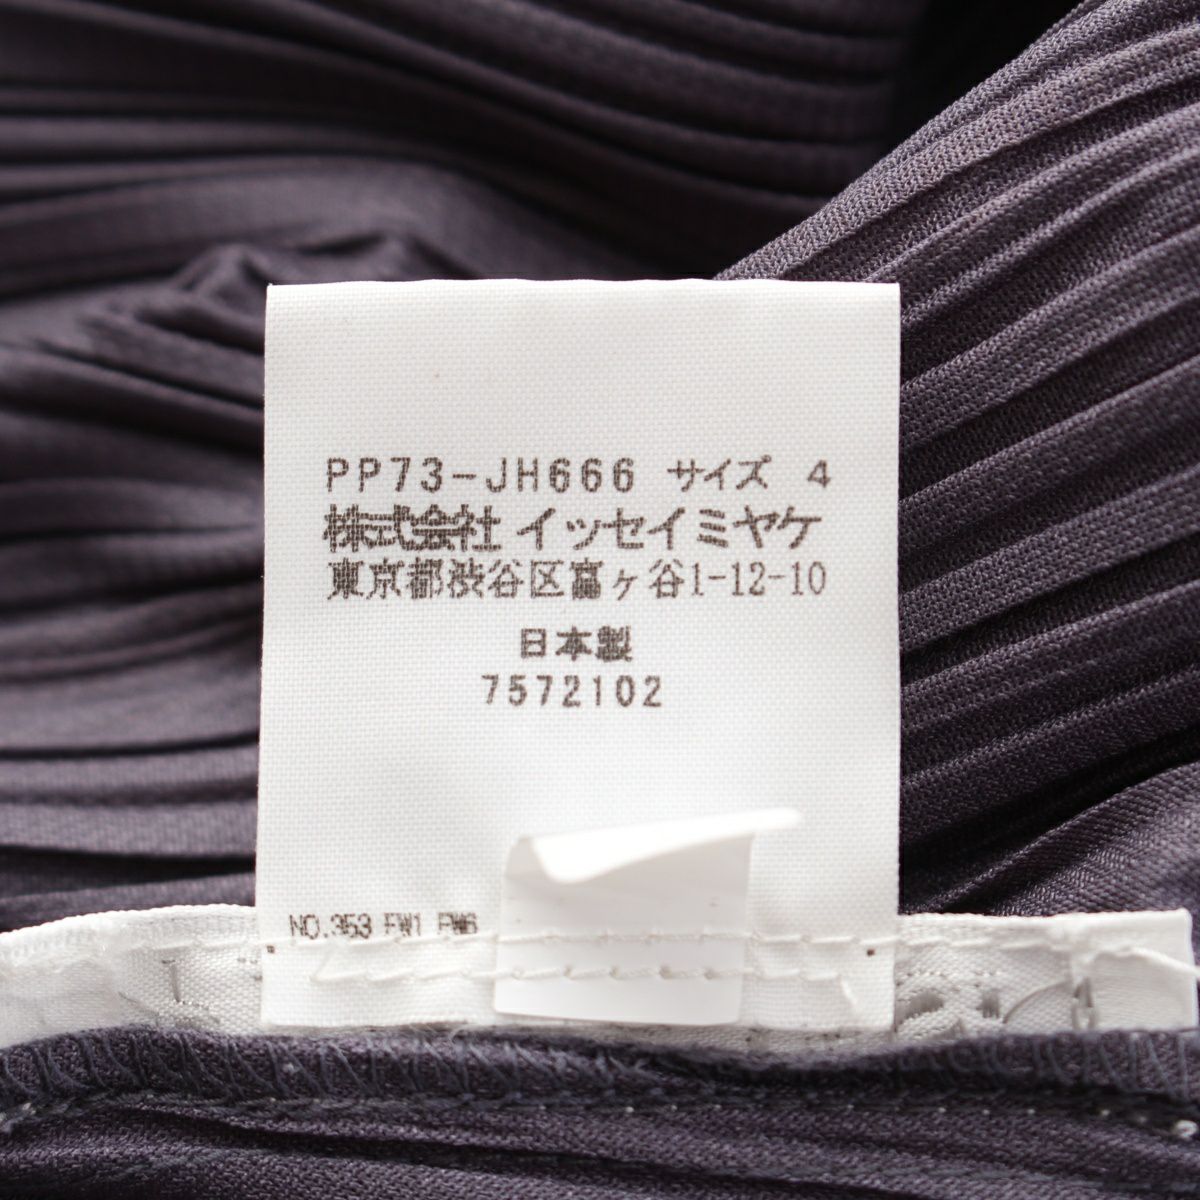 PP73-JH666 サイズ 4
株式会社 イッセイミヤケ
東京都渋谷区富ヶ谷1-12-10
日本製
7572102
NO.353 FW1 FW6